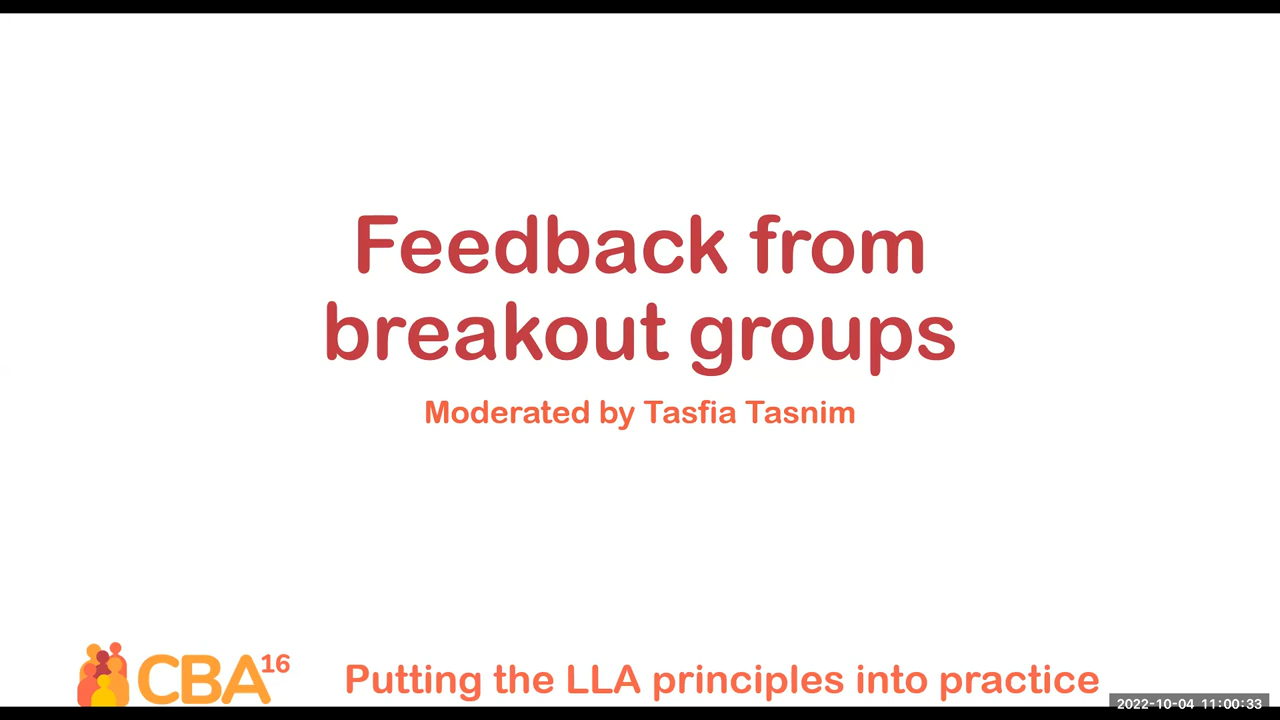 Feedback from
breakout groups
Moderated by Tasfia Tasnim
CBA16
Putting the LLA principles into practice
2022-10-04 11:00:33